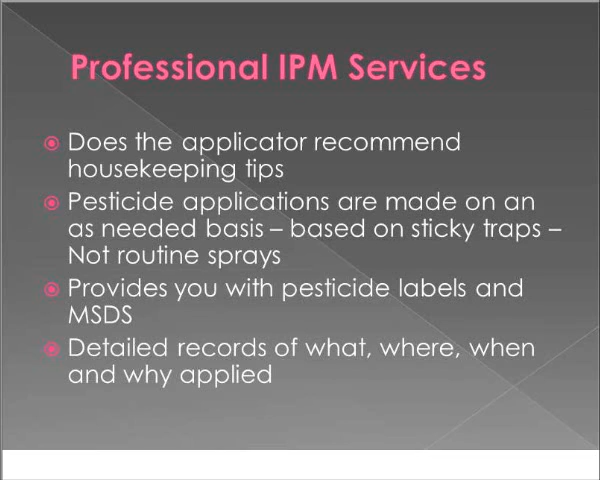 Professional IPM Services
Does the applicator recommend
housekeeping tips
Pesticide applications are made on an
as needed basis – based on sticky traps –
Not routine sprays
Provides you with pesticide labels and
MSDS
Detailed records of what, where, when
and why applied